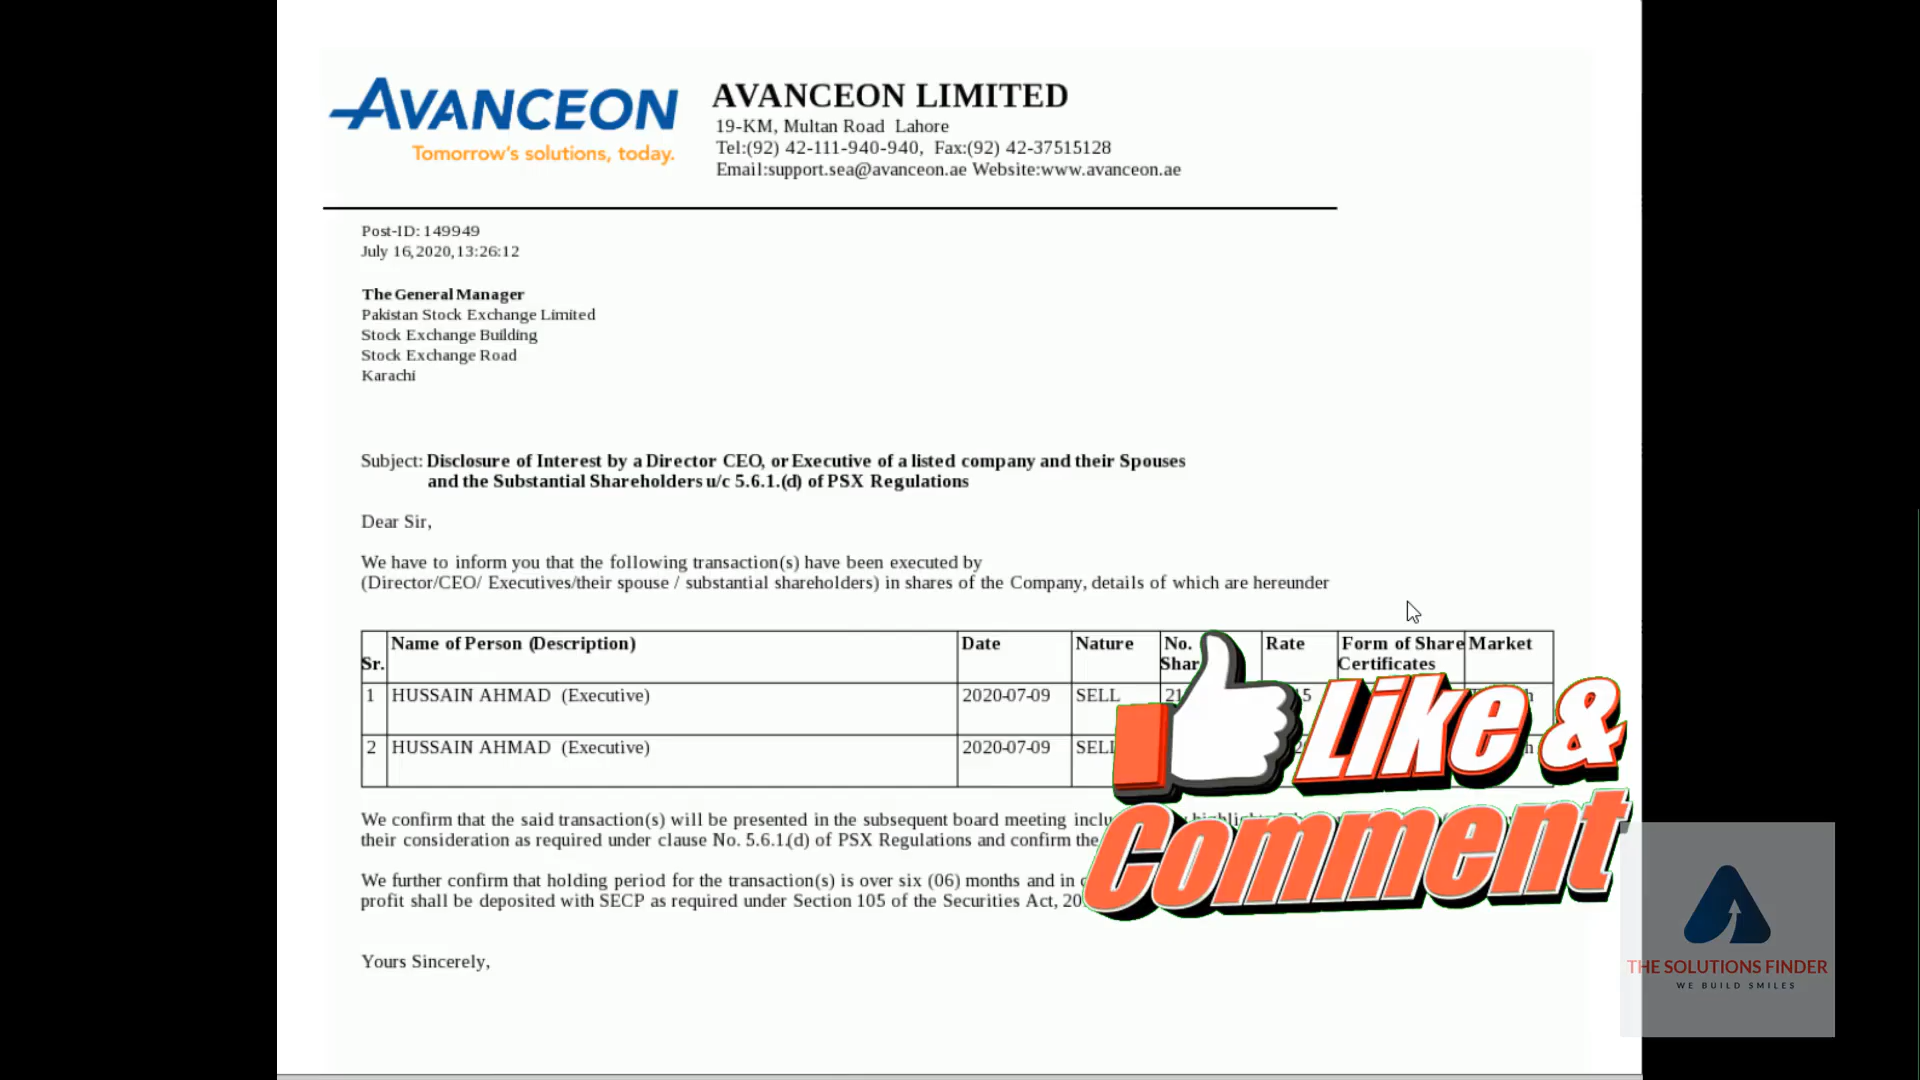 AVANCEON
Tomorrow's solutions, today.
AVANCEON LIMITED
19-KM, Multan Road Lahore
Tel:(92) 42-111-940-940, Fax:(92) 42-37515128
Email:support.sea@avanceon.ae Website:www.avanceon.ae
Post-ID: 149949
July 16,2020,13:26:12
The General Manager
Pakistan Stock Exchange Limited
Stock Exchange Building
Stock Exchange Road
Karachi
Subject: Disclosure of Interest by a Director CEO, or Executive of a listed company and their Spouses
and the Substantial Shareholders u/c 5.6.1.(d) of PSX Regulations
Dear Sir,
We have to inform you that the following transaction(s) have been executed by
(Director/CEO/ Executives/their spouse / substantial shareholders) in shares of the Company, details of which are hereunder
Sr. Name of Person (Description) Date Nature No. Rate Form of Share Certificates Market
1 HUSSAIN AHMAD (Executive) 2020-07-09 SELL
2 HUSSAIN AHMAD (Executive) 2020-07-09 SELL
We confirm that the said transaction(s) will be presented in the subsequent board meeting
their consideration as required under clause No. 5.6.1.(d) of PSX Regulations and confirm the
We further confirm that holding period for the transaction(s) is over six (06) months and in
profit shall be deposited with SECP as required under Section 105 of the Securities Act,
Yours Sincerely,
Like &
Comment
THE SOLUTIONS FINDER
WE BUILD SMILES